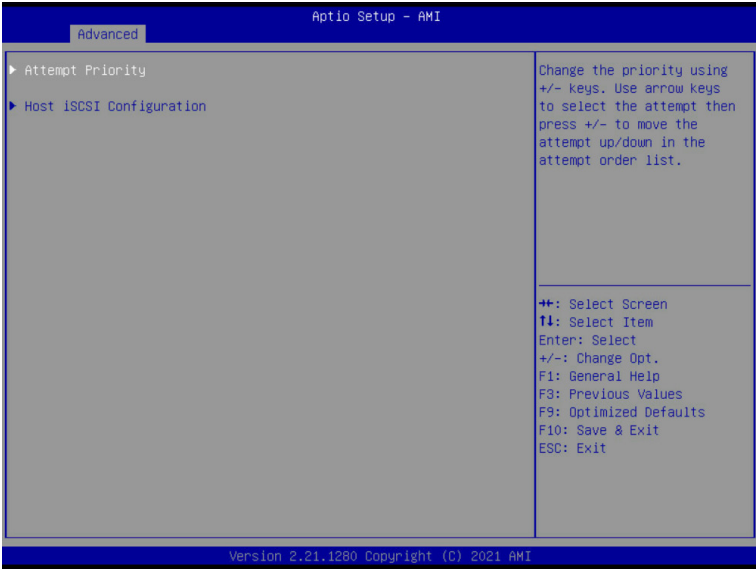 Aptio Setup – AMI
Advanced
▶ Attempt Priority
▶ Host iSCSI Configuration
Change the priority using
+/– keys. Use arrow keys
to select the attempt then
press +/– to move the
attempt up/down in the
attempt order list.
→←: Select Screen
↑↓: Select Item
Enter: Select
+/–: Change Opt.
F1: General Help
F3: Previous Values
F9: Optimized Defaults
F10: Save & Exit
ESC: Exit
Version 2.21.1280 Copyright (C) 2021 AMI